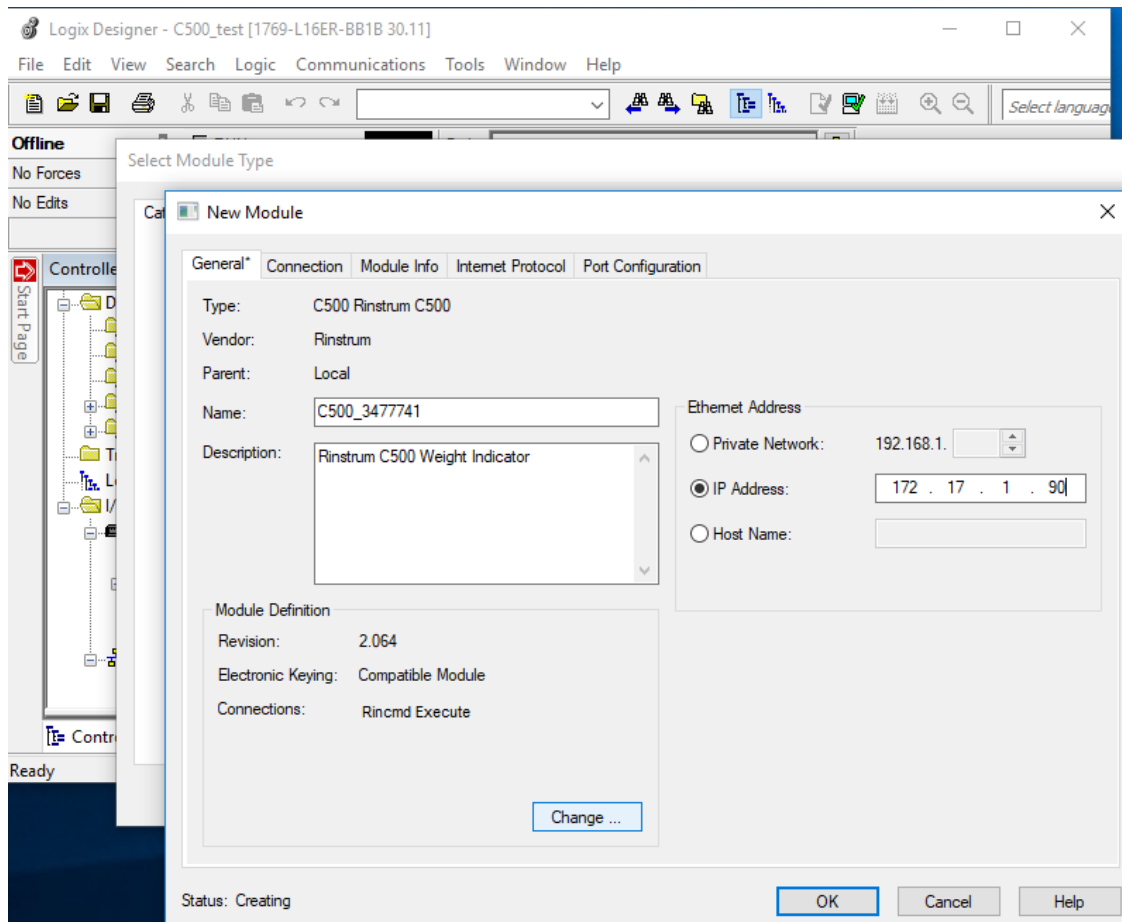 Logix Designer - C500_test [1769-L16ER-BB1B 30.11]
File Edit View Search Logic Communications Tools Window Help
Select language
Offline
No Forces
No Edits
Select Module Type
New Module
Start Page
General* Connection Module Info Internet Protocol Port Configuration
Type: C500 Rinstrum C500
Vendor: Rinstrum
Parent: Local
Name: C500_3477741
Description: Rinstrum C500 Weight Indicator
Ethernet Address
Private Network: 192.168.1.
IP Address: 172 . 17 . 1 . 90
Host Name:
Module Definition
Revision: 2.064
Electronic Keying: Compatible Module
Connections: Rincmd Execute
Change ...
Ready
Status: Creating
OK Cancel Help